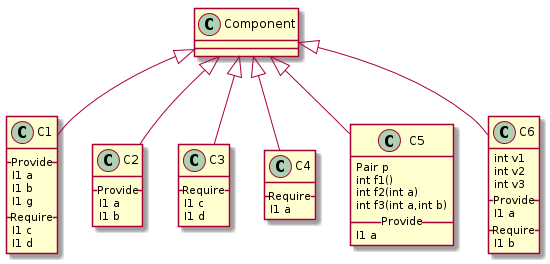 C Component
C C1
Provide
I1 a
I1 b
I1 g
Require
I1 c
I1 d
C C2
Provide
I1 a
I1 b
C C3
Require
I1 c
I1 d
C C4
Require
I1 a
C C5
Pair p
int f1()
int f2(int a)
int f3(int a,int b)
Provide
I1 a
C C6
int v1
int v2
int v3
Provide
I1 a
Require
I1 b